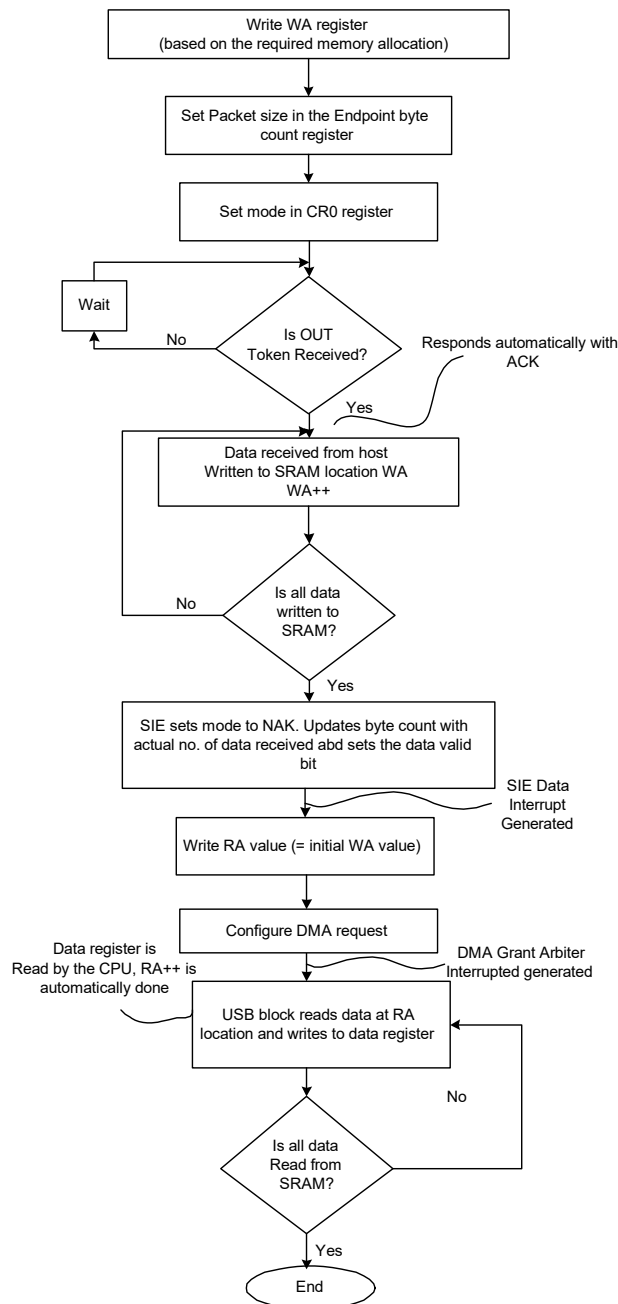 Write WA register
(based on the required memory allocation)
Set Packet size in the Endpoint byte
count register
Set mode in CR0 register
Wait
No
Is OUT
Token Received?
Responds automatically with
ACK
Yes
Data received from host
Written to SRAM location WA
WA++
Is all data
written to
SRAM?
No
Yes
SIE sets mode to NAK. Updates byte count with
actual no. of data received abd sets the data valid
bit
SIE Data
Interrupt
Generated
Write RA value (= initial WA value)
Configure DMA request
Data register is
Read by the CPU, RA++ is
automatically done
DMA Grant Arbiter
Interrupted generated
USB block reads data at RA
location and writes to data register
No
Is all data
Read from
SRAM?
Yes
End